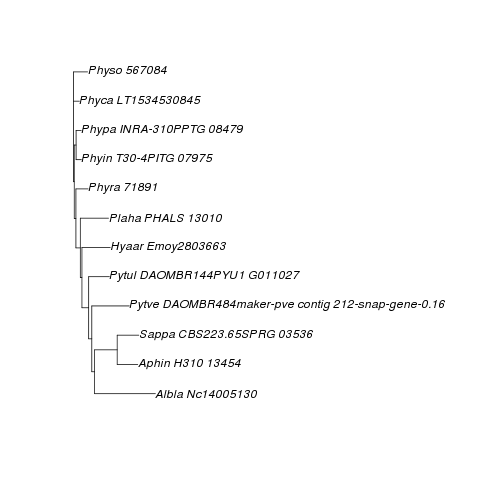 Physo 567084
Phyca LT1534530845
Phypa INRA-310PPTG 08479
Phyin T30-4PITG 07975
Phyra 71891
Plaha PHALS 13010
Hyaar Emoy2803663
Pytul DAOMBR144PYU1 G011027
Pytve DAOMBR484maker-pve contig 212-snap-gene-0.16
Sappa CBS223.65SPRG 03536
Aphin H310 13454
Albla Nc14005130